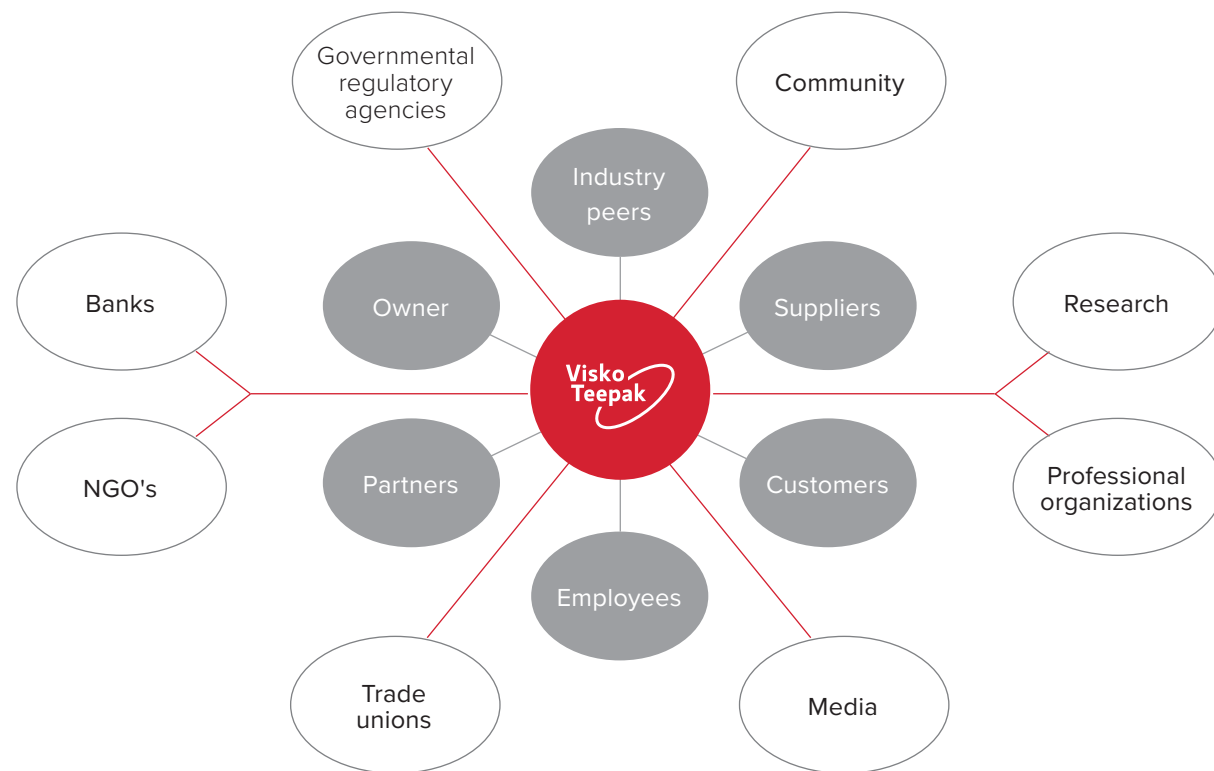 Governmental
regulatory
agencies
Community
Industry
peers
Banks
Owner
Suppliers
Research
Visko
Teepak
NGO's
Partners
Customers
Professional
organizations
Employees
Trade
unions
Media